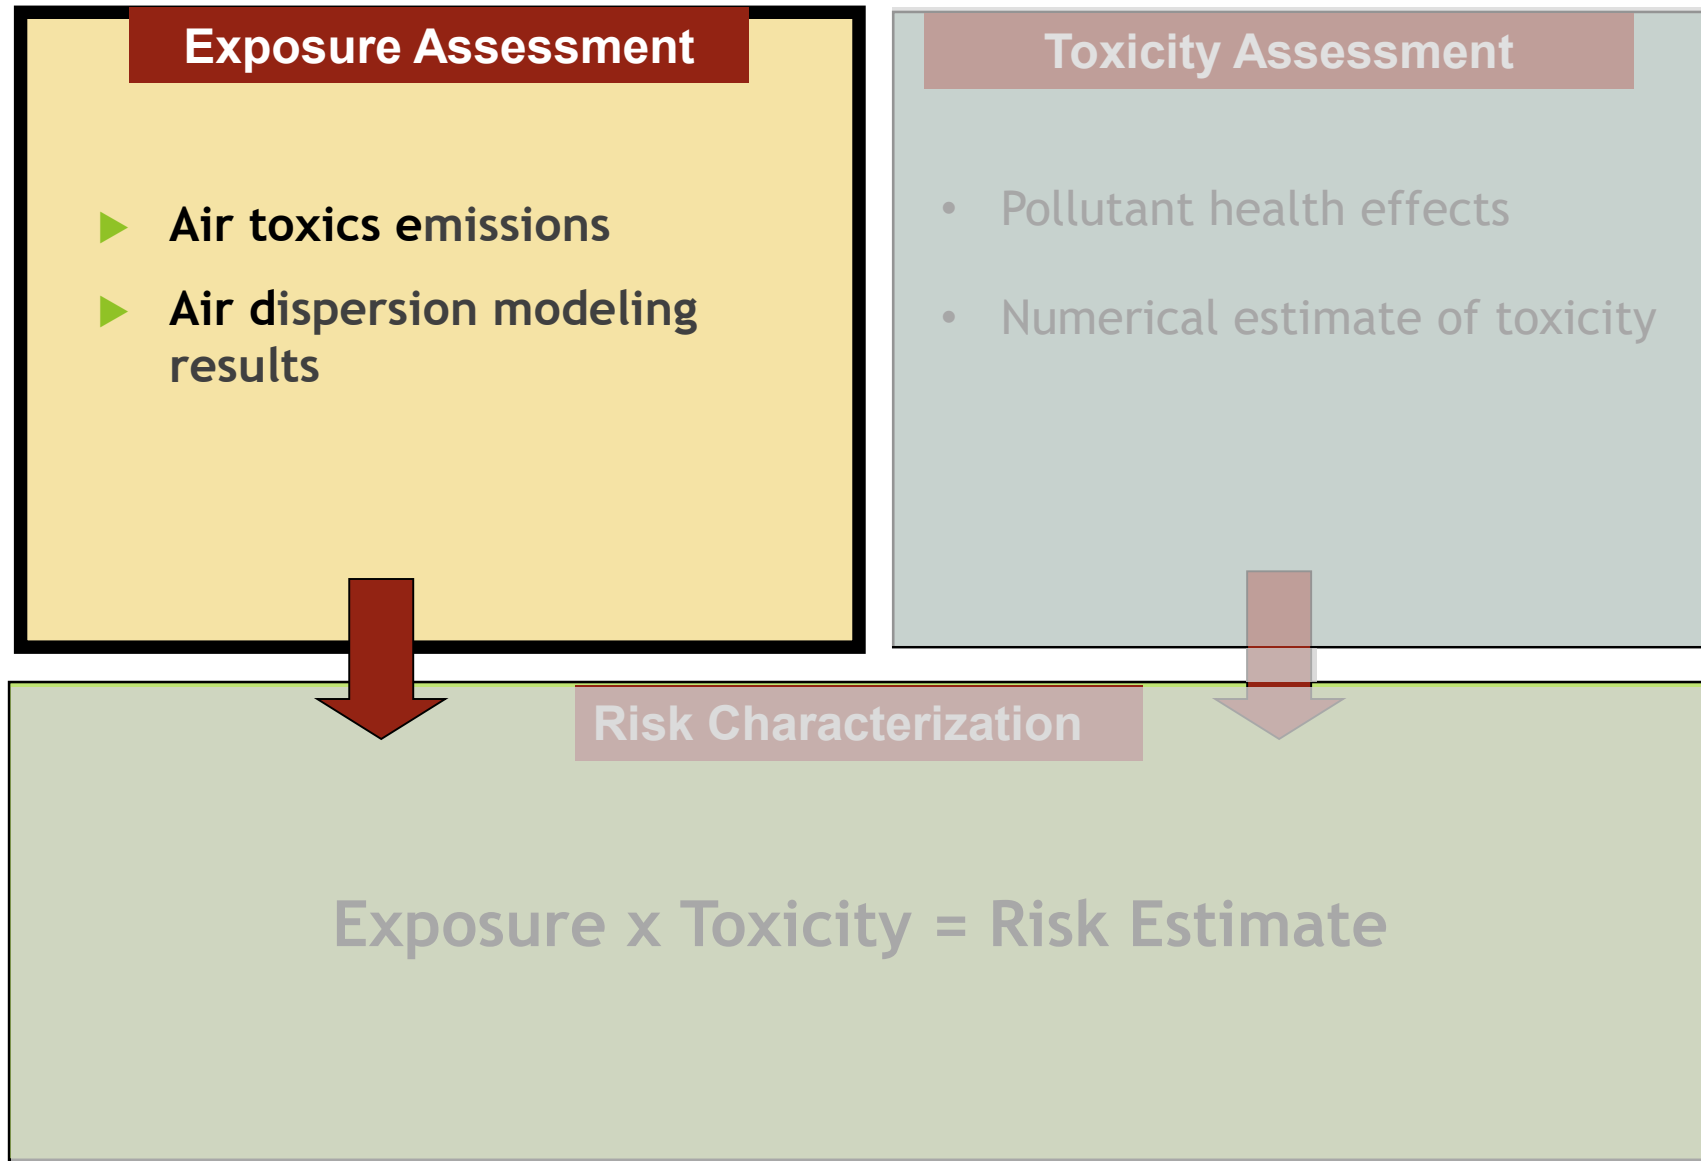 Exposure Assessment
Air toxics emissions
Air dispersion modeling
results
Toxicity Assessment
• Pollutant health effects
• Numerical estimate of toxicity
Risk Characterization
Exposure x Toxicity = Risk Estimate